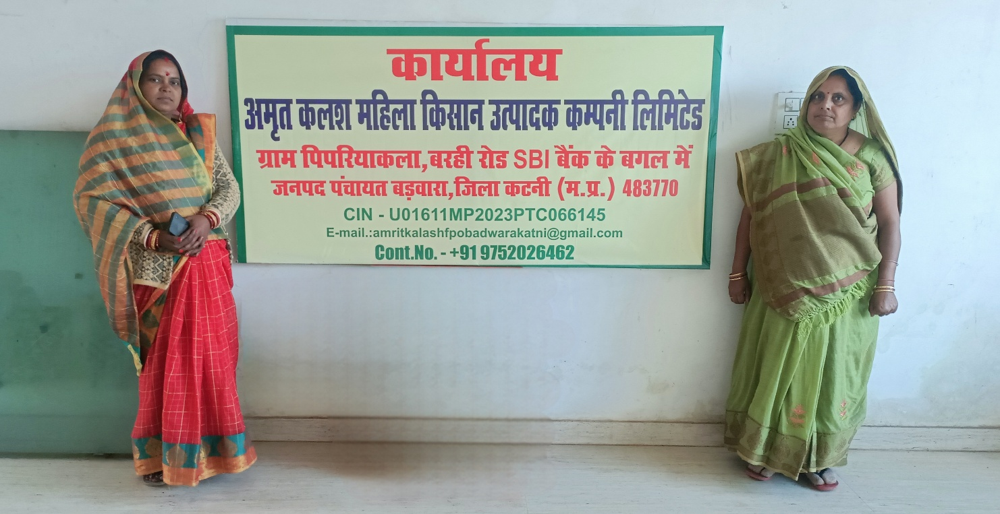 कार्यालय
अमृत कलश महिला किसान उत्पादक कम्पनी लिमिटेड
ग्राम पिपरियाकला,बरही रोड SBI बैंक के बगल में
जनपद पंचायत बड़वारा,जिला कटनी (म.प्र.) 483770
CIN - U01611MP2023PTC066145
E-mail.:amritkalashfpobadwarakatni@gmail.com
Cont.No. - +91 9752026462